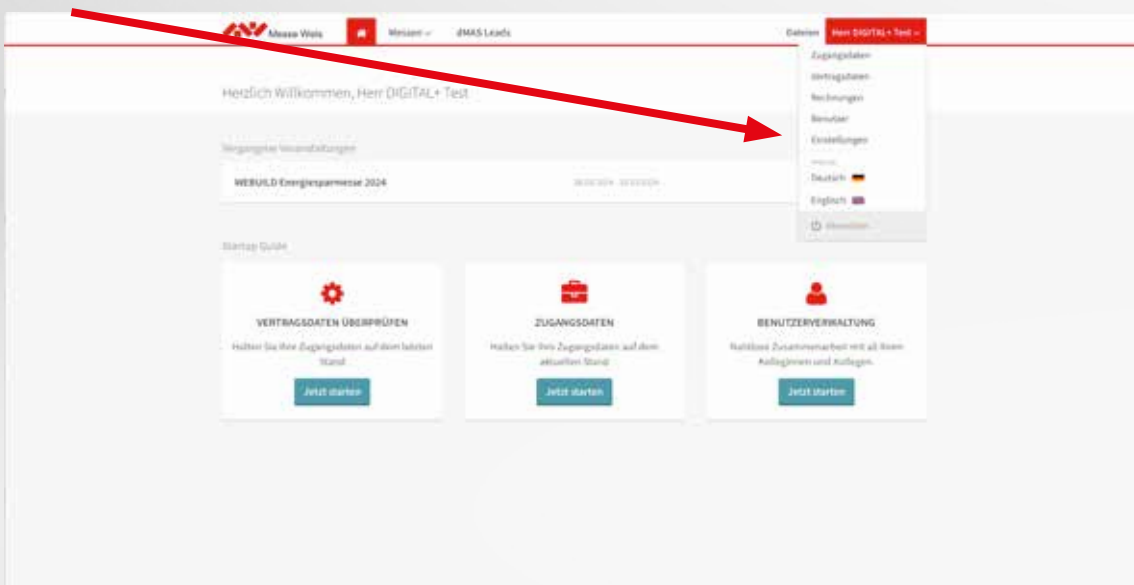 Messe Wels
Messen
dMAS Leads
Dateien
Herr DIGITAL+ Test
Zugangsdaten
Vertragsdaten
Rechnungen
Benutzer
Einstellungen
Deutsch
Englisch
Abmelden
Herzlich Willkommen, Herr DIGITAL+ Test
Vergangene Veranstaltungen
WEBUILD Energiesparmesse 2024
Startup Guide
VERTRAGSDATEN ÜBERPRÜFEN
Halten Sie Ihre Zugangsdaten auf dem letzten
Stand
Jetzt starten
ZUGANGSDATEN
Halten Sie Ihre Zugangsdaten auf dem
aktuellen Stand
Jetzt starten
BENUTZERVERWALTUNG
Nahtlose Zusammenarbeit mit all Ihren
Kolleginnen und Kollegen.
Jetzt starten